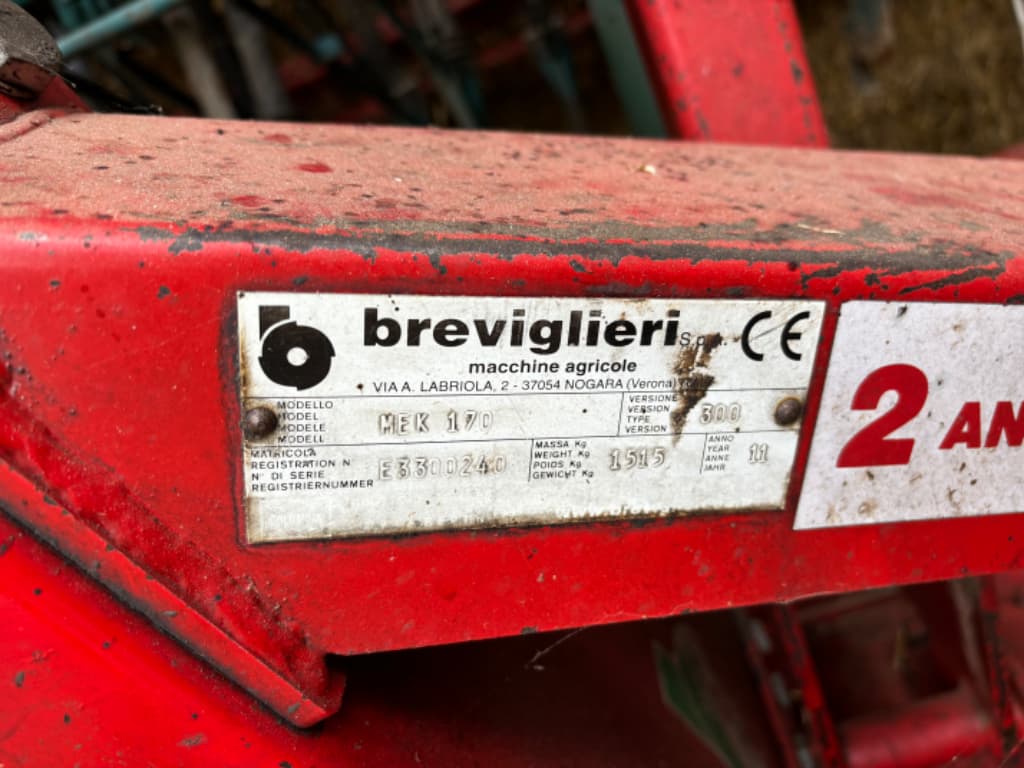 breviglieri S.p.A. CE
macchine agricole
VIA A. LABRIOLA, 2 - 37054 NOGARA (Verona)
MODELLO
MODEL
MODELE
MODELL
MEK 170
VERSIONE
VERSION
TYPE
VERSION
300
MATRICOLA
REGISTRATION N
N° DI SERIE
REGISTRIERNUMMER
E3300240
MASSA Kg
WEIGHT Kg
POIDS Kg
GEWICHT Kg
1515
ANNO
YEAR
ANNE
JAHR
11
2 AN